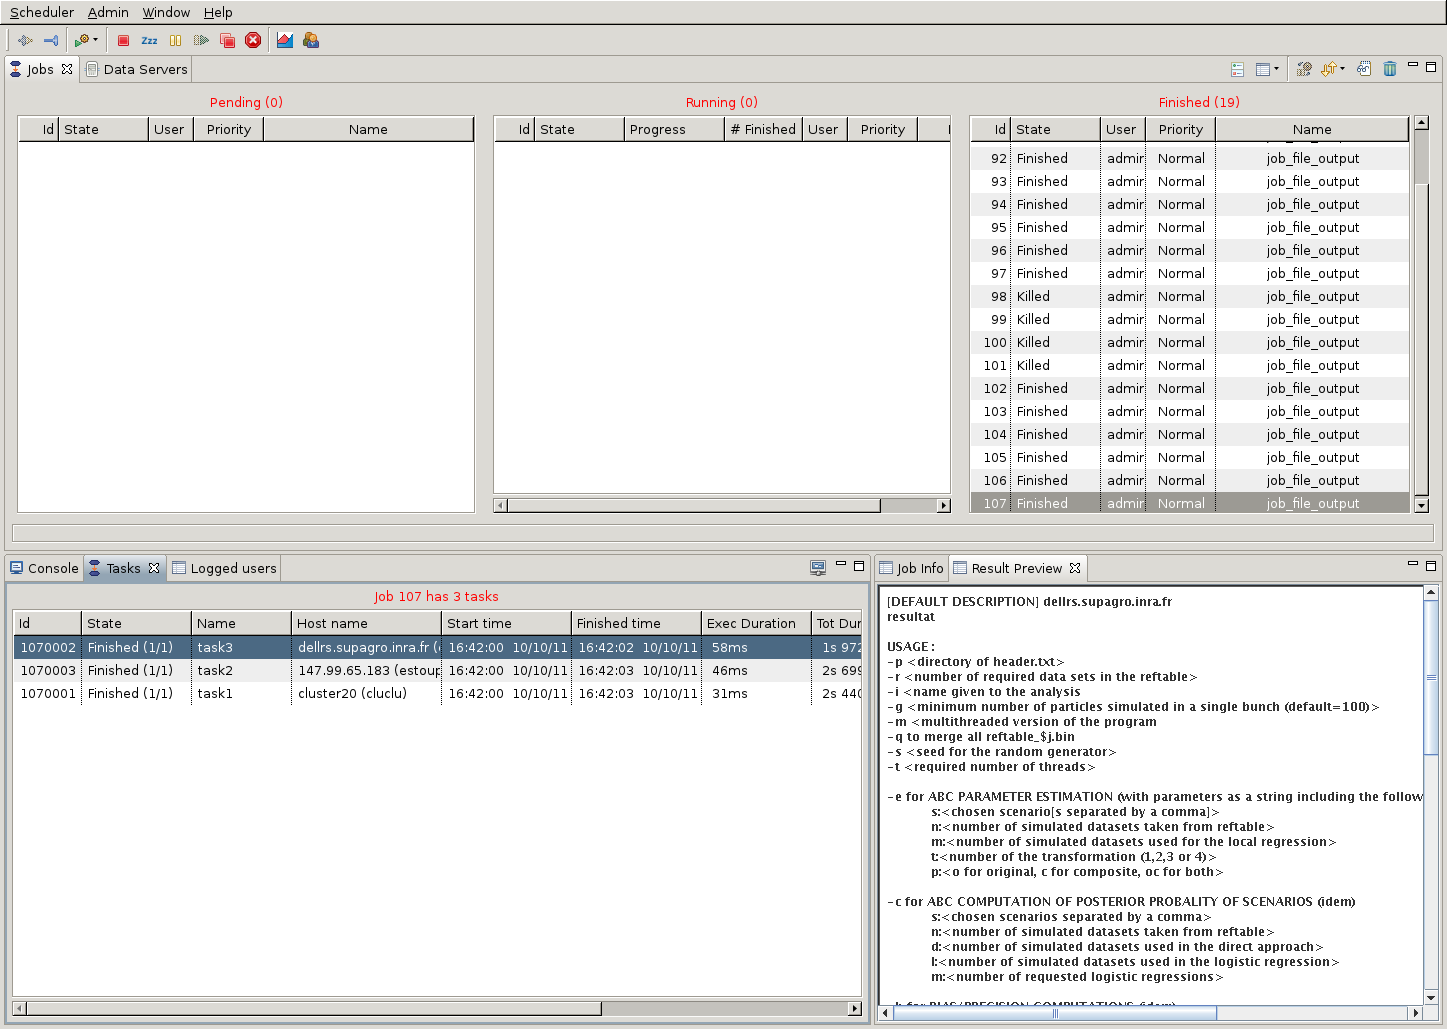 Scheduler Admin Window Help
Zzz
Jobs Data Servers
Pending (0) Running (0) Finished (19)
Id State User Priority Name
Id State Progress # Finished User Priority
Id State User Priority Name
92 Finished admin Normal job_file_output
93 Finished admin Normal job_file_output
94 Finished admin Normal job_file_output
95 Finished admin Normal job_file_output
96 Finished admin Normal job_file_output
97 Finished admin Normal job_file_output
98 Killed admin Normal job_file_output
99 Killed admin Normal job_file_output
100 Killed admin Normal job_file_output
101 Killed admin Normal job_file_output
102 Finished admin Normal job_file_output
103 Finished admin Normal job_file_output
104 Finished admin Normal job_file_output
105 Finished admin Normal job_file_output
106 Finished admin Normal job_file_output
107 Finished admin Normal job_file_output
Console Tasks Logged users
Job 107 has 3 tasks
Id State Name Host name Start time Finished time Exec Duration Tot Dur
1070002 Finished (1/1) task3 dellrs.supagro.inra.fr ( 16:42:00 10/10/11 16:42:02 10/10/11 58ms 1s 972
1070003 Finished (1/1) task2 147.99.65.183 (estoup 16:42:00 10/10/11 16:42:03 10/10/11 46ms 2s 699
1070001 Finished (1/1) task1 cluster20 (cluclu) 16:42:00 10/10/11 16:42:03 10/10/11 31ms 2s 440
Job Info Result Preview
[DEFAULT DESCRIPTION] dellrs.supagro.inra.fr
resultat
USAGE :
-p <directory of header.txt>
-r <number of required data sets in the reftable>
-i <name given to the analysis
-g <minimum number of particles simulated in a single bunch (default=100)>
-m <multithreaded version of the program
-q to merge all reftable_$j.bin
-s <seed for the random generator>
-t <required number of threads>
-e for ABC PARAMETER ESTIMATION (with parameters as a string including the follow
s:<chosen scenario[s separated by a comma]>
n:<number of simulated datasets taken from reftable>
m:<number of simulated datasets used for the local regression>
t:<number of the transformation (1,2,3 or 4)>
p:<o for original, c for composite, oc for both>
-c for ABC COMPUTATION OF POSTERIOR PROBALITY OF SCENARIOS (idem)
s:<chosen scenarios separated by a comma>
n:<number of simulated datasets taken from reftable>
d:<number of simulated datasets used in the direct approach>
l:<number of simulated datasets used in the logistic regression>
m:<number of requested logistic regressions>